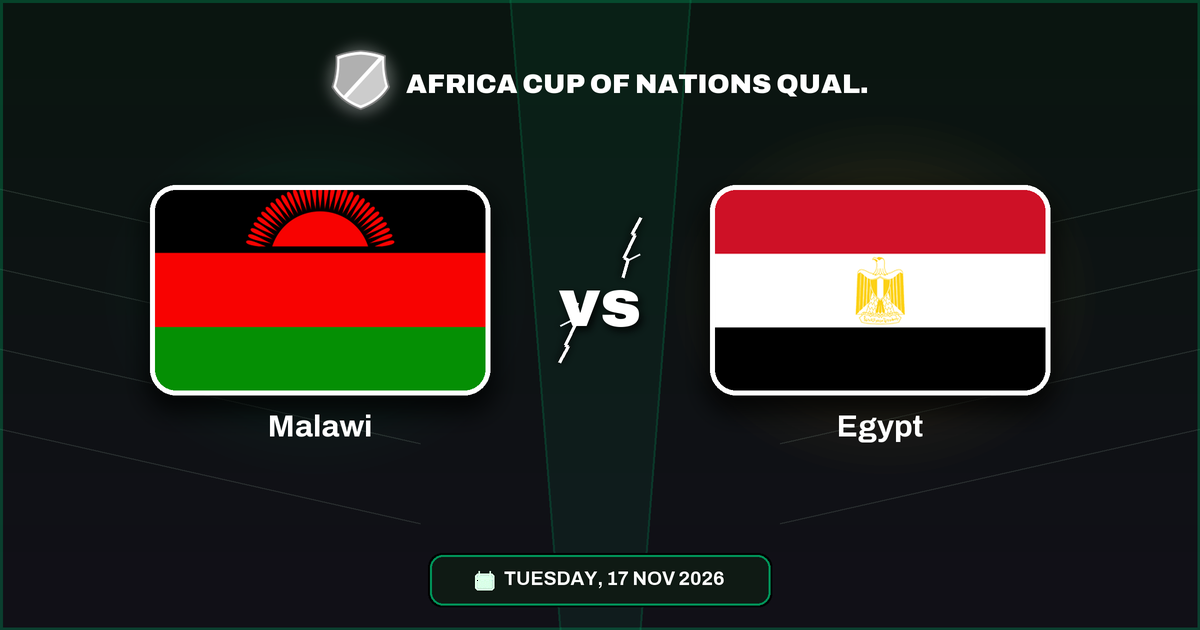 AFRICA CUP OF NATIONS QUAL.
VS
Malawi
Egypt
TUESDAY, 17 NOV 2026